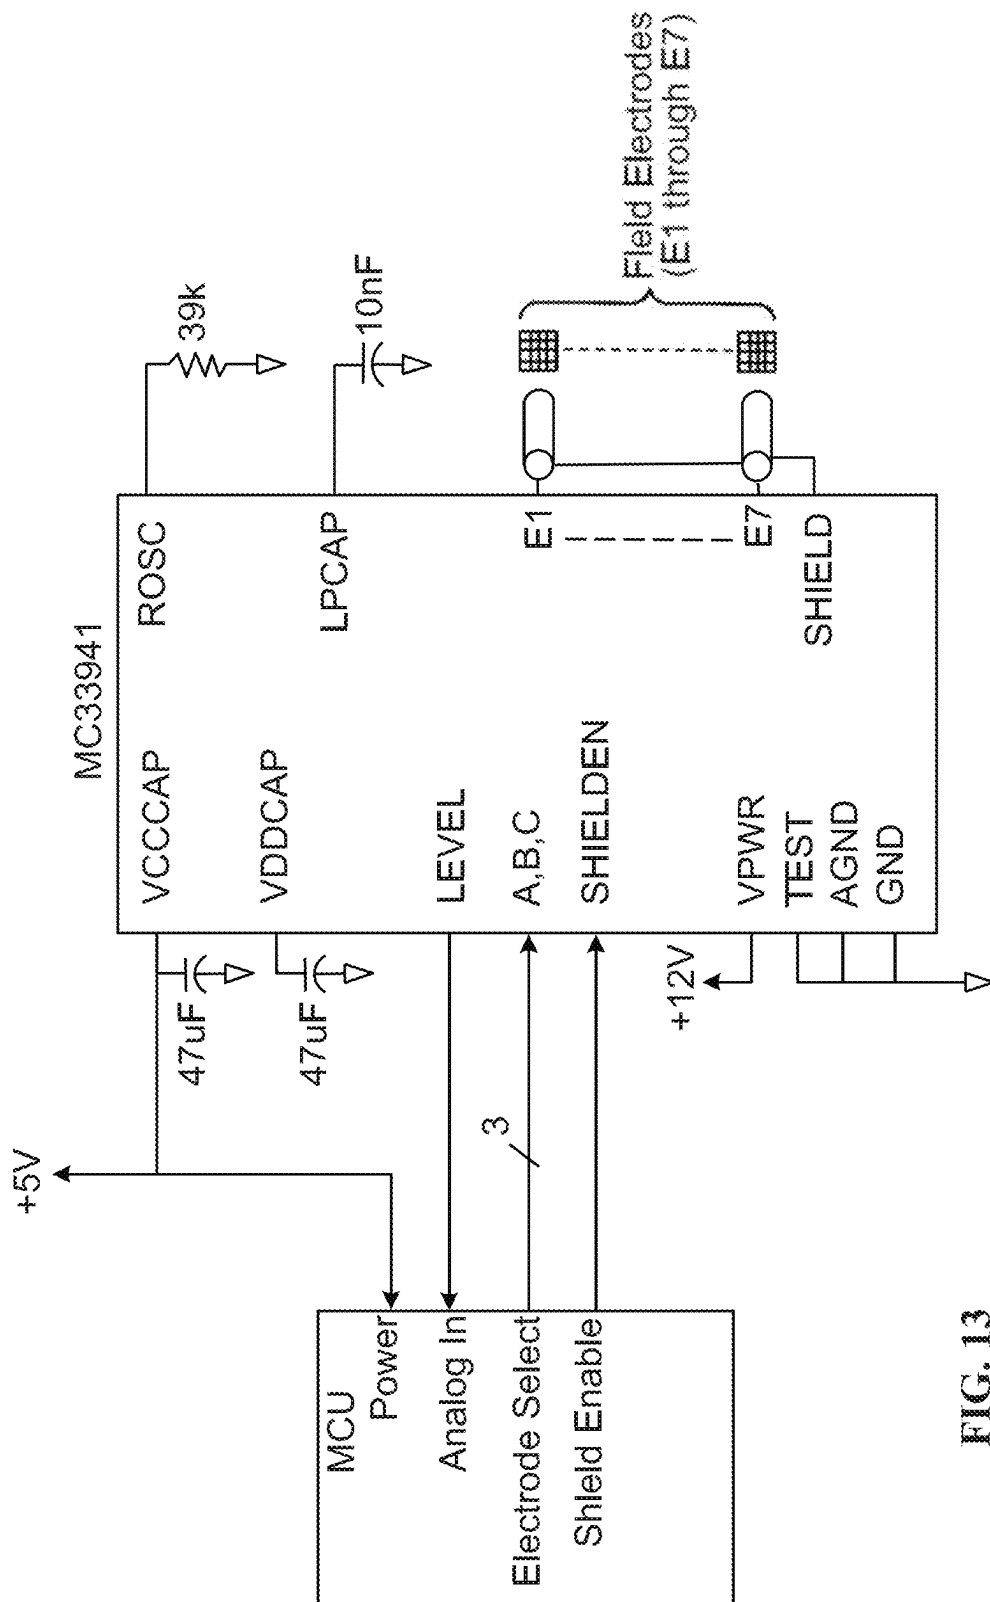 +5V
MC33941
MCU
Power
Analog In
Electrode Select
Shield Enable
47uF
47uF
3
+12V
VCCCAP
VDDCAP
LEVEL
A,B,C
SHIELDEN
VPWR
TEST
AGND
GND
ROSC
LPCAP
E1
E7
SHIELD
39k
10nF
Field Electrodes
(E1 through E7)
FIG. 13